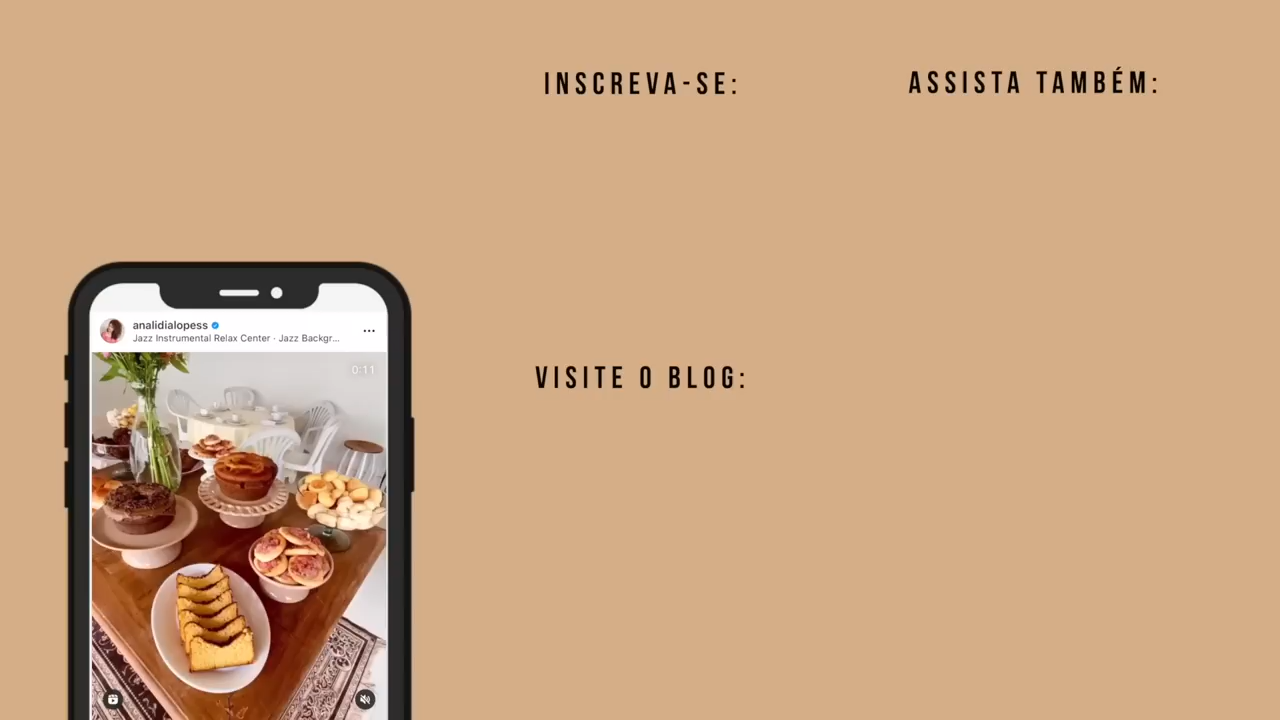 INSCREVA-SE:
ASSISTA TAMBÉM:
analidialopess
Jazz Instrumental Relax Center · Jazz Backgr...
0:11
VISITE O BLOG: